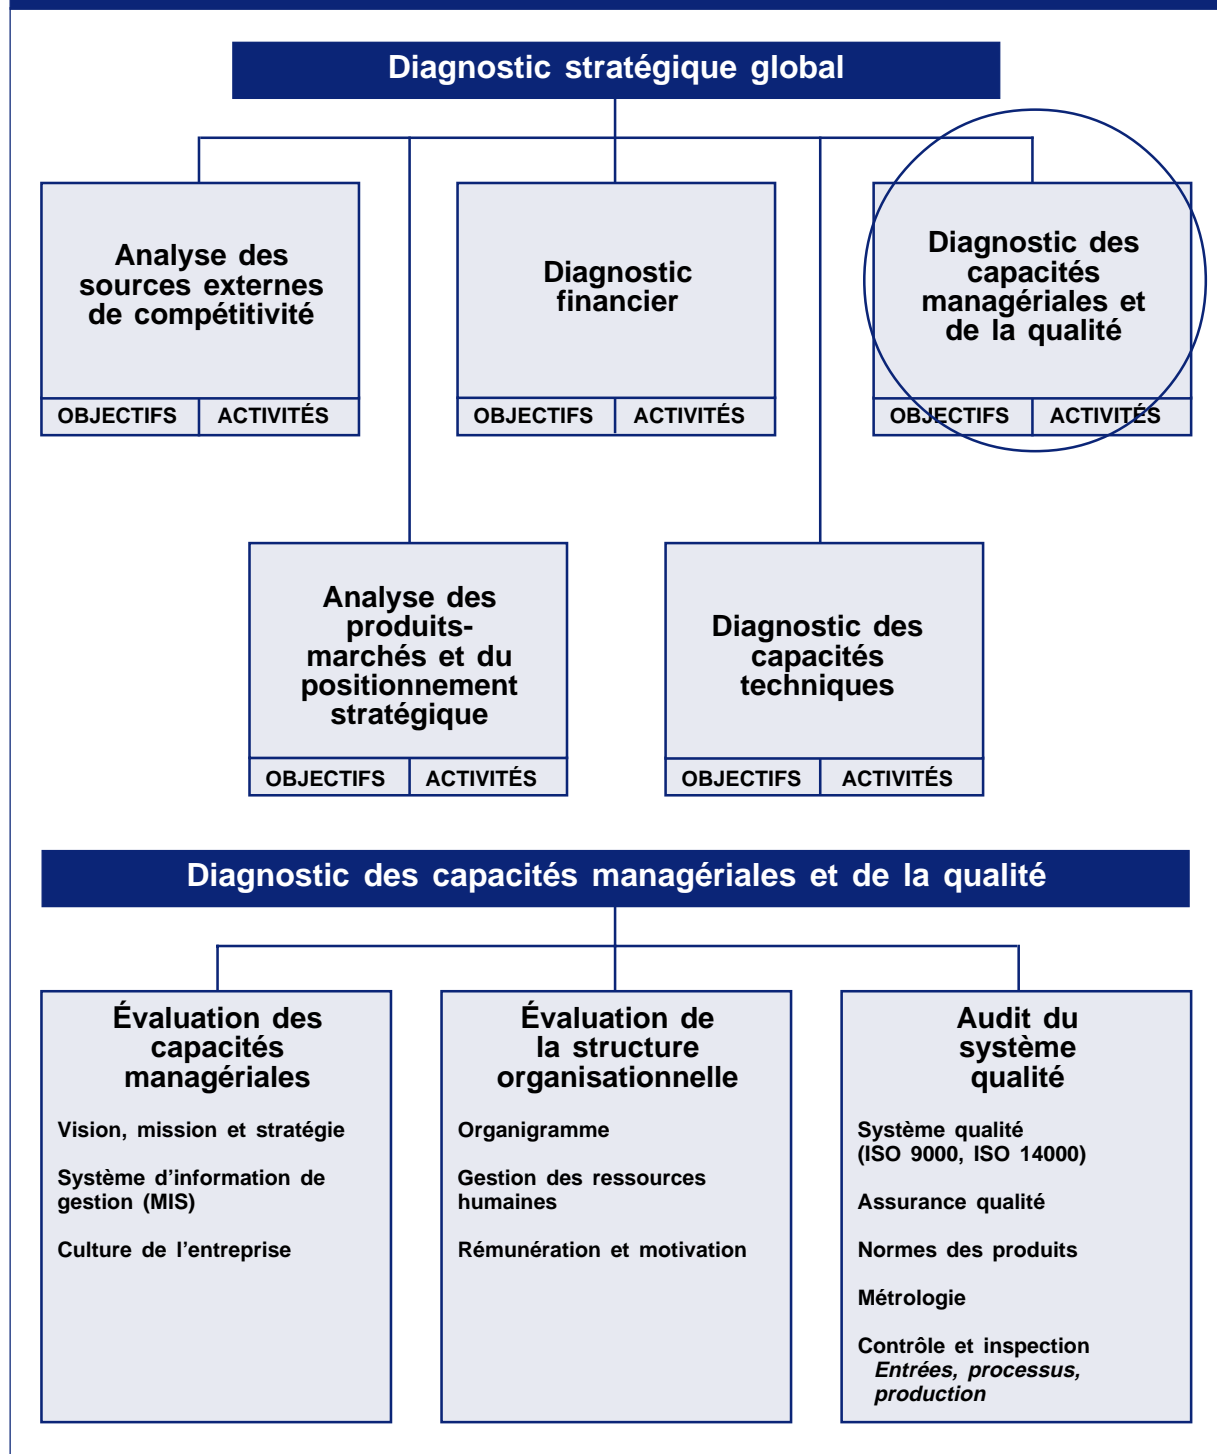 Diagnostic stratégique global
Analyse des
sources externes
de compétitivité
OBJECTIFS ACTIVITÉS
Diagnostic
financier
OBJECTIFS ACTIVITÉS
Diagnostic des
capacités
managériales et
de la qualité
OBJECTIFS ACTIVITÉS
Analyse des
produits-
marchés et du
positionnement
stratégique
OBJECTIFS ACTIVITÉS
Diagnostic des
capacités
techniques
OBJECTIFS ACTIVITÉS
Diagnostic des capacités managériales et de la qualité
Évaluation des
capacités
managériales
Vision, mission et stratégie
Système d’information de
gestion (MIS)
Culture de l’entreprise
Évaluation de
la structure
organisationnelle
Organigramme
Gestion des ressources
humaines
Rémunération et motivation
Audit du
système
qualité
Système qualité
(ISO 9000, ISO 14000)
Assurance qualité
Normes des produits
Métrologie
Contrôle et inspection
Entrées, processus,
production